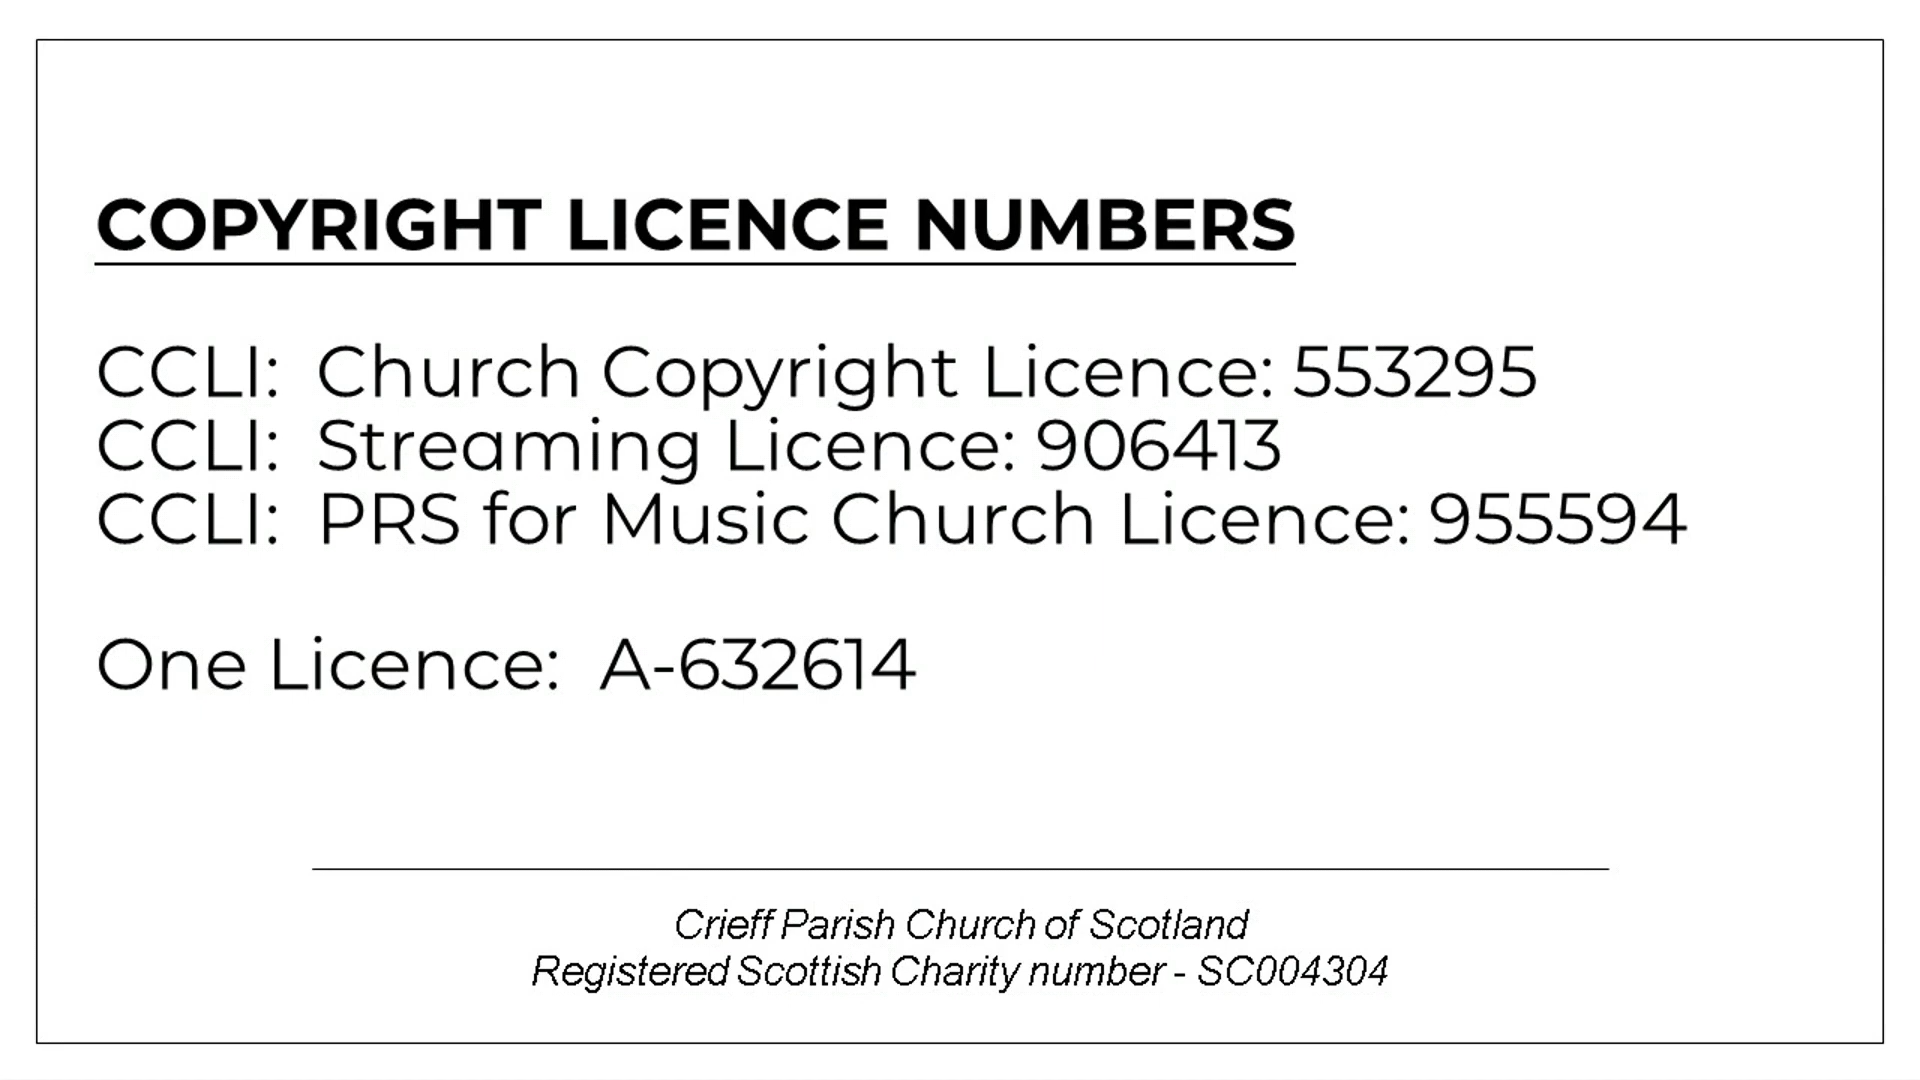 COPYRIGHT LICENCE NUMBERS
CCLI:  Church Copyright Licence: 553295
CCLI:  Streaming Licence: 906413
CCLI:  PRS for Music Church Licence: 955594
One Licence:  A-632614
Crieff Parish Church of Scotland
Registered Scottish Charity number - SC004304